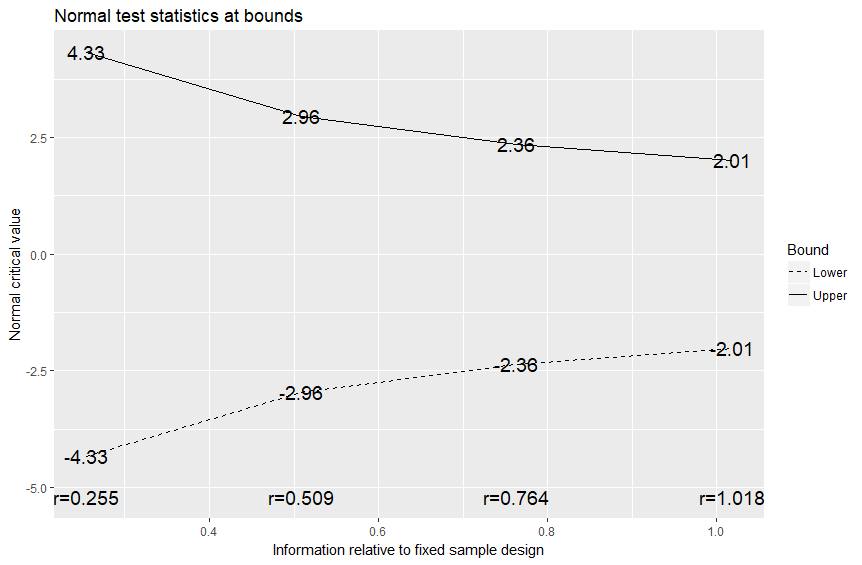 Normal test statistics at bounds
4.33
2.96
2.36
2.01
2.5
0.0
-2.5
-5.0
Normal critical value
-2.01
-2.36
-2.96
-4.33
r=0.255
r=0.509
r=0.764
r=1.018
0.4
0.6
0.8
1.0
Information relative to fixed sample design
Bound
Lower
Upper